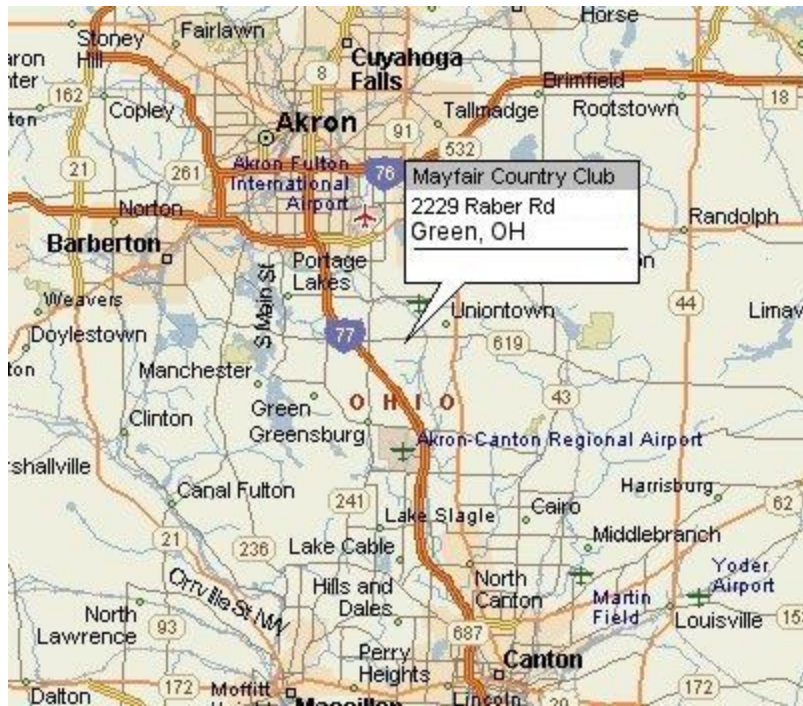 Horse
Fairlawn
Stoney
Hill
Cuyahoga
Falls
8
Brimfield
162
Copley
Tallmadge
Rootstown
18
Akron
91
532
21
261
Akron Fulton
International
Airport
76
Mayfair Country Club
2229 Raber Rd
Green, OH
Norton
Randolph
Barberton
Portage
Lakes
S Main St
Weavers
44
Uniontown
Doylestown
77
619
Manchester
43
Green
OHIO
Clinton
Greensburg
Akron-Canton Regional Airport
Canal Fulton
241
Harrisburg
62
Lake Slagle
Cairo
21
236
Lake Cable
Middlebranch
Orrville St NW
Hills and
Dales
North
Canton
Yoder
Airport
Martin
Field
North
Lawrence
93
687
Louisville
Perry
Heights
Canton
172
Moffitt
172
Dalton
Massillon
Lincoln